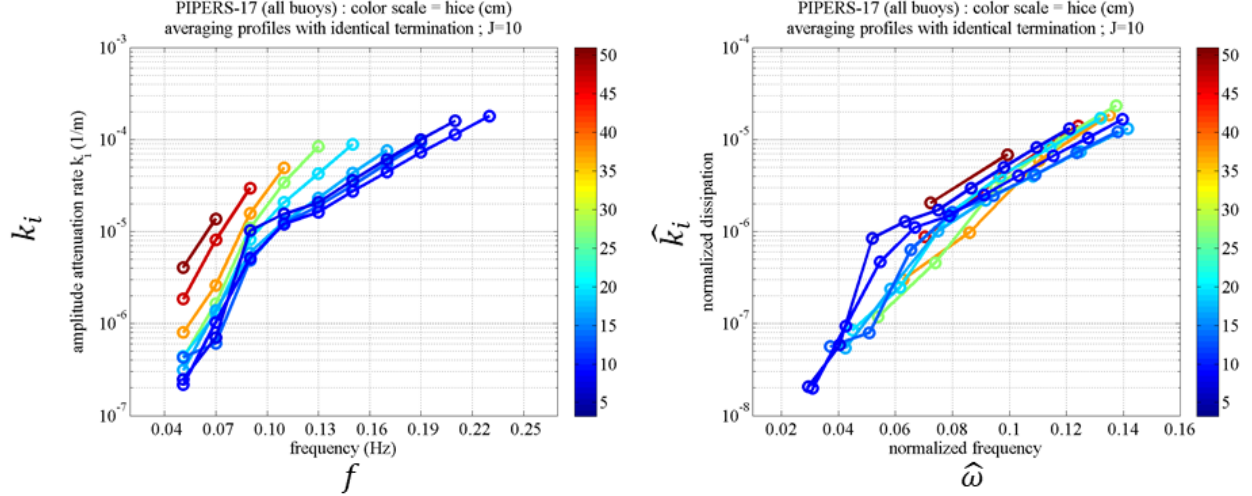 PIPERS-17 (all buoys) : color scale = hice (cm)
averaging profiles with identical termination ; J=10
k_i
amplitude attenuation rate k_i (1/m)
10^-3
10^-4
10^-5
10^-6
10^-7
0.04 0.07 0.10 0.13 0.16 0.19 0.22 0.25
frequency (Hz)
f
50
45
40
35
30
25
20
15
10
5
PIPERS-17 (all buoys) : color scale = hice (cm)
averaging profiles with identical termination ; J=10
k̂_i
normalized dissipation
10^-4
10^-5
10^-6
10^-7
10^-8
0.02 0.04 0.06 0.08 0.1 0.12 0.14 0.16
normalized frequency
ω̂
50
45
40
35
30
25
20
15
10
5